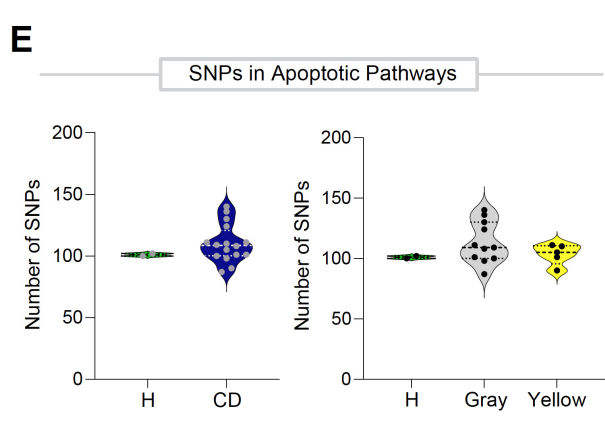 E
SNPs in Apoptotic Pathways
Number of SNPs
200
150
100
50
0
H CD
Number of SNPs
200
150
100
50
0
H Gray Yellow